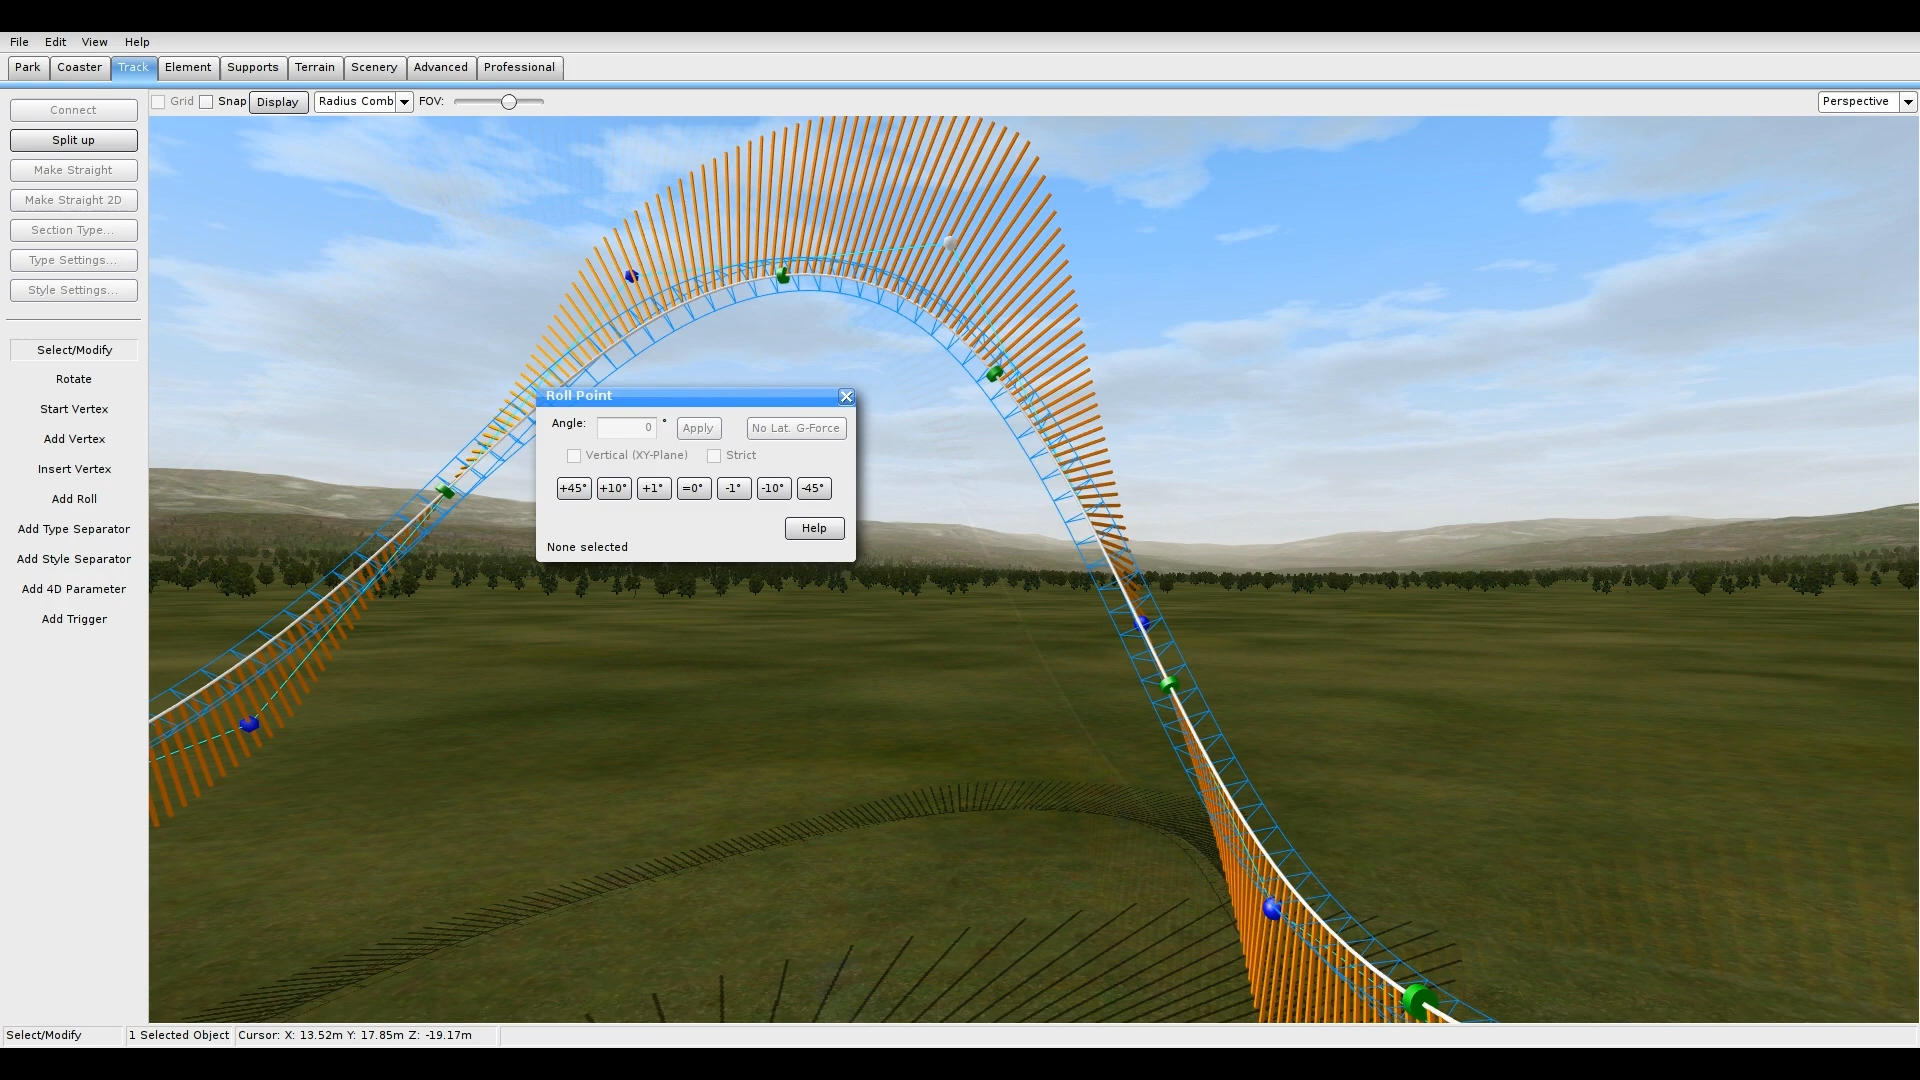 File Edit View Help
Park Coaster Track Element Supports Terrain Scenery Advanced Professional
Connect
Grid Snap Display Radius Comb FOV: Perspective
Split up
Make Straight
Make Straight 2D
Section Type...
Type Settings...
Style Settings...
Select/Modify
Rotate
Start Vertex
Add Vertex
Insert Vertex
Add Roll
Add Type Separator
Add Style Separator
Add 4D Parameter
Add Trigger
Roll Point
Angle: 0 ° Apply No Lat. G-Force
Vertical (XY-Plane) Strict
+45° +10° +1° =0° -1° -10° -45°
Help
None selected
Select/Modify 1 Selected Object Cursor: X: 13.52m Y: 17.85m Z: -19.17m